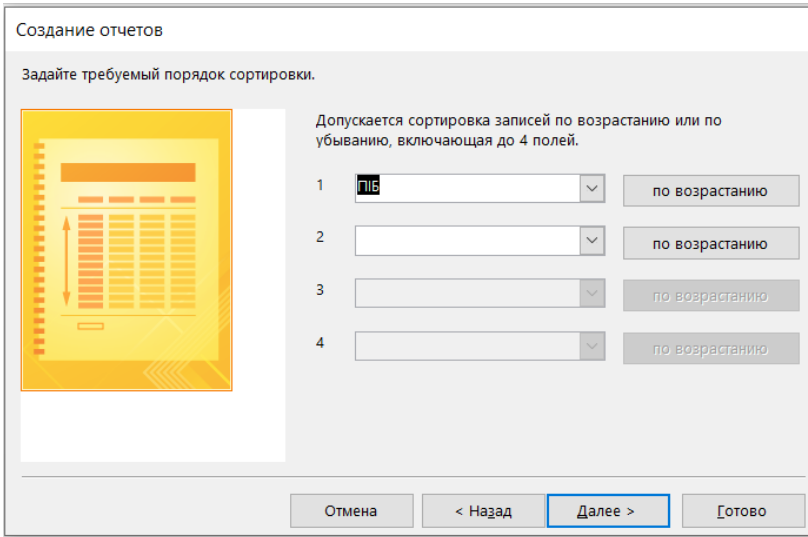 Создание отчетов
Задайте требуемый порядок сортировки.
Допускается сортировка записей по возрастанию или по
убыванию, включающая до 4 полей.
1 ПІБ по возрастанию
2 по возрастанию
3 по возрастанию
4 по возрастанию
Отмена < Назад Далее > Готово